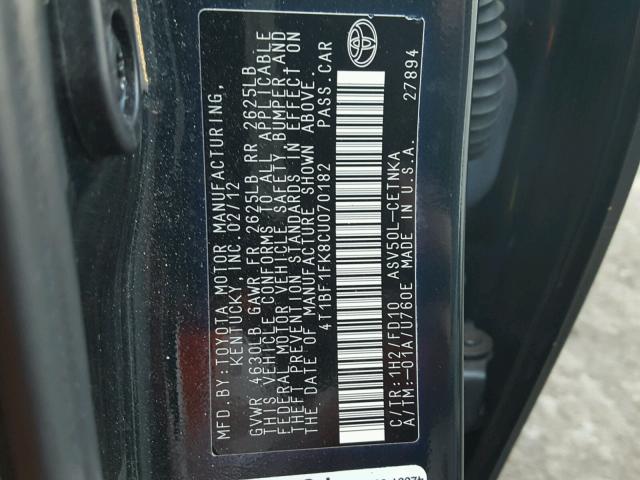 MFD.BY:TOYOTA MOTOR MANUFACTURING,
KENTUCKY, INC. 02/12
GVWR 4630LB GAWR FR 2625LB RR 2625LB
THIS VEHICLE CONFORMS TO ALL APPLICABLE
FEDERAL MOTOR VEHICLE SAFETY, BUMPER AND
THEFT PREVENTION STANDARDS IN EFFECT ON
THE DATE OF MANUFACTURE SHOWN ABOVE.
4T1BF1FK8CU070182 PASS.CAR
C/TR:1H2/FD10 ASV50L-CETNKA
A/TM:-01A/U760E MADE IN U.S.A.
27894